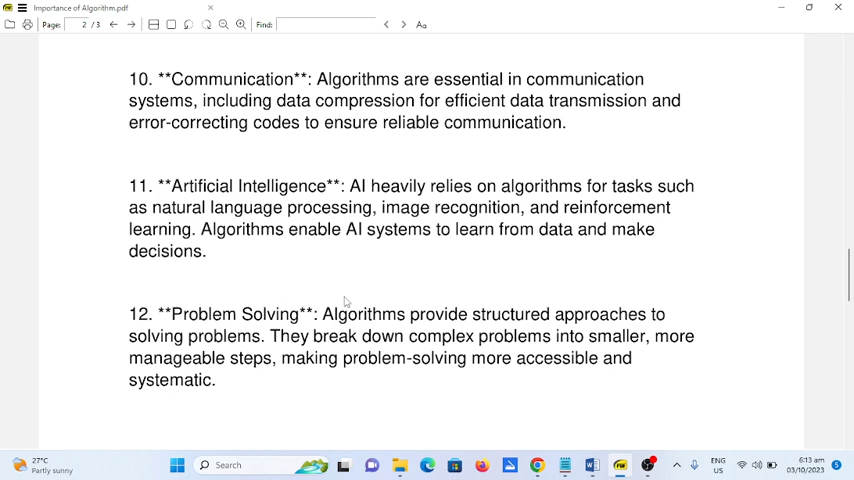 Importance of Algorithm.pdf
Page: 2 / 3 Find: Aa
10. **Communication**: Algorithms are essential in communication
systems, including data compression for efficient data transmission and
error-correcting codes to ensure reliable communication.
11. **Artificial Intelligence**: AI heavily relies on algorithms for tasks such
as natural language processing, image recognition, and reinforcement
learning. Algorithms enable AI systems to learn from data and make
decisions.
12. **Problem Solving**: Algorithms provide structured approaches to
solving problems. They break down complex problems into smaller, more
manageable steps, making problem-solving more accessible and
systematic.
27°C
Partly sunny
Search
ENG
US
6:13 am
03/10/2023
5